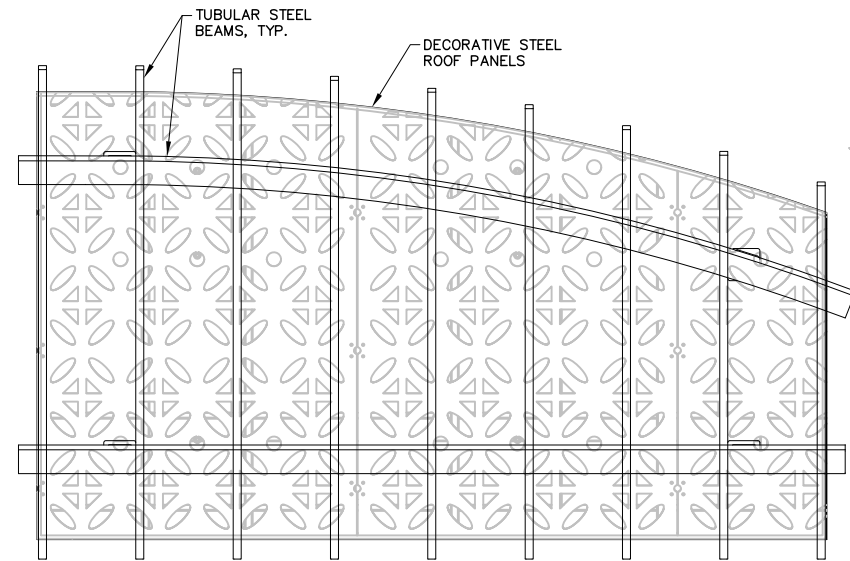 TUBULAR STEEL
BEAMS, TYP.
DECORATIVE STEEL
ROOF PANELS